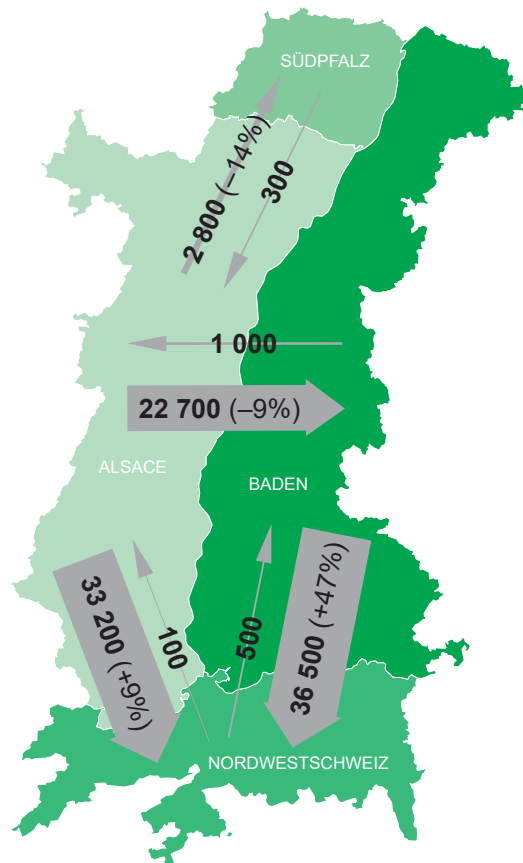 SÜDPFALZ
2 800 (–14%)
300
1 000
22 700 (–9%)
ALSACE
BADEN
33 200 (+9%)
100
500
36 500 (+47%)
NORDWESTSCHWEIZ